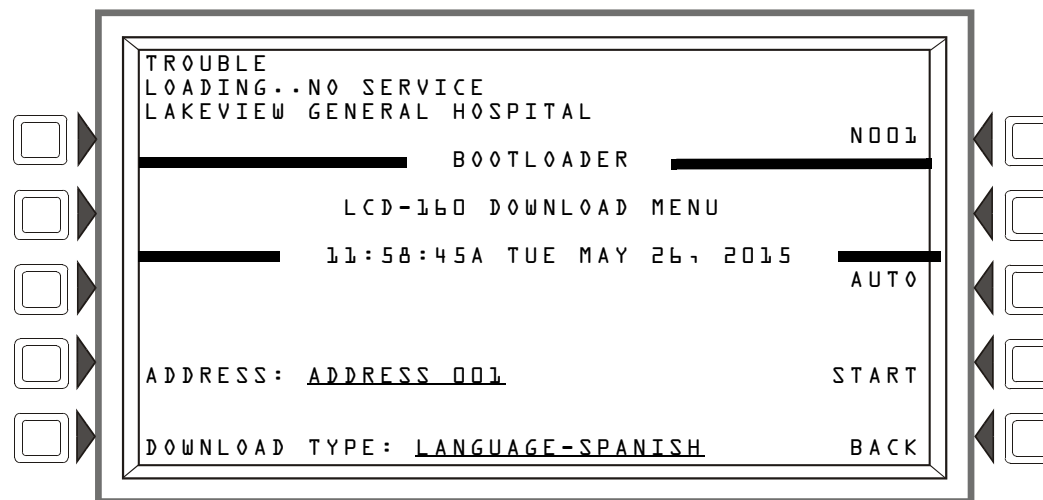 TROUBLE
LOADING..NO SERVICE
LAKEVIEW GENERAL HOSPITAL
N001
BOOTLOADER
LCD-160 DOWNLOAD MENU
11:58:45A TUE MAY 26, 2015
AUTO
ADDRESS: ADDRESS 001 START
DOWNLOAD TYPE: LANGUAGE-SPANISH BACK